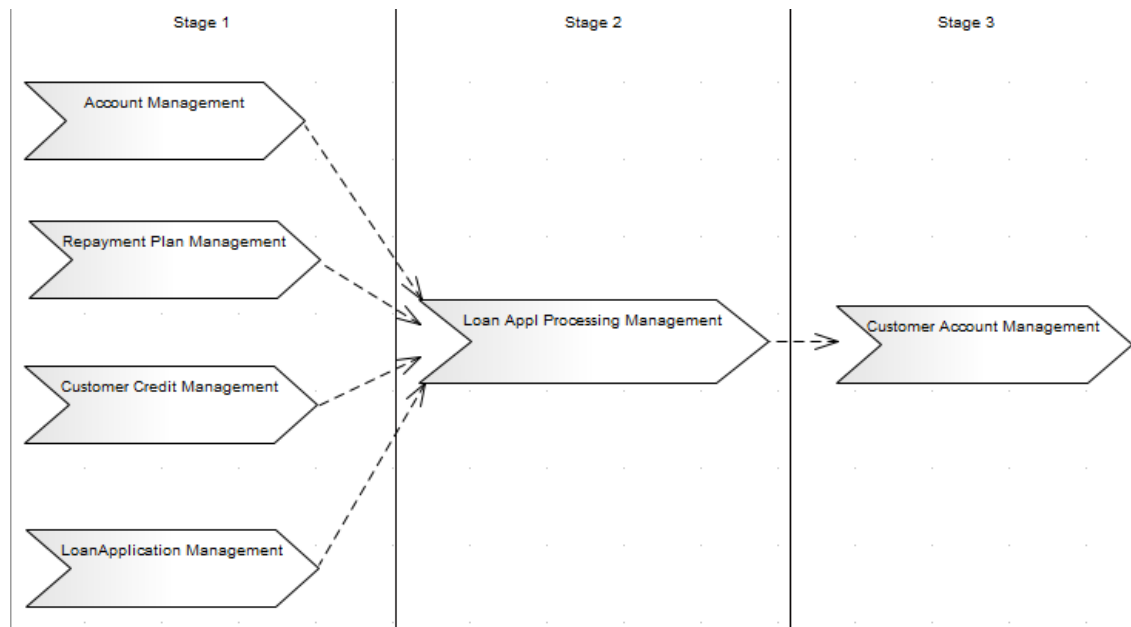 Stage 1
Stage 2
Stage 3
Account Management
Repayment Plan Management
Loan Appl Processing Management
Customer Account Management
Customer Credit Management
LoanApplication Management